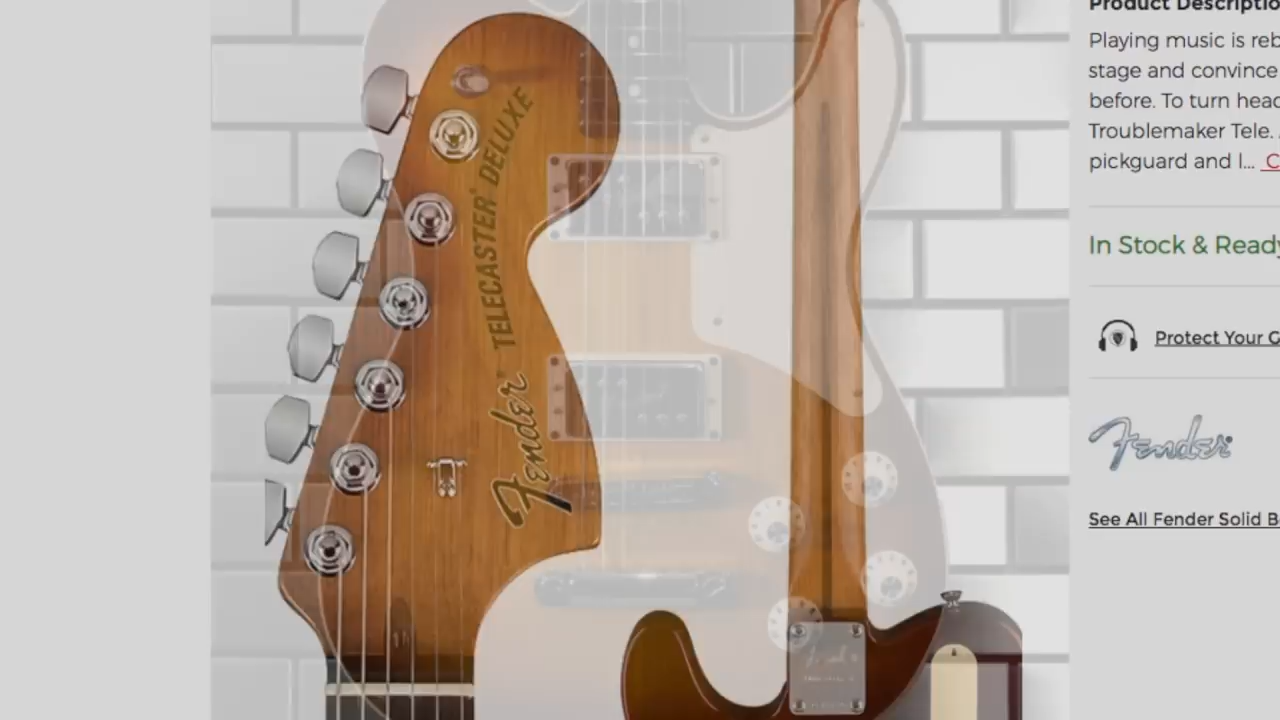 Product Descriptio
Playing music is reb
stage and convince
before. To turn head
Troublemaker Tele.
pickguard and l... C
In Stock & Ready
Protect Your G
Fender
See All Fender Solid B
TELECASTER DELUXE
Fender